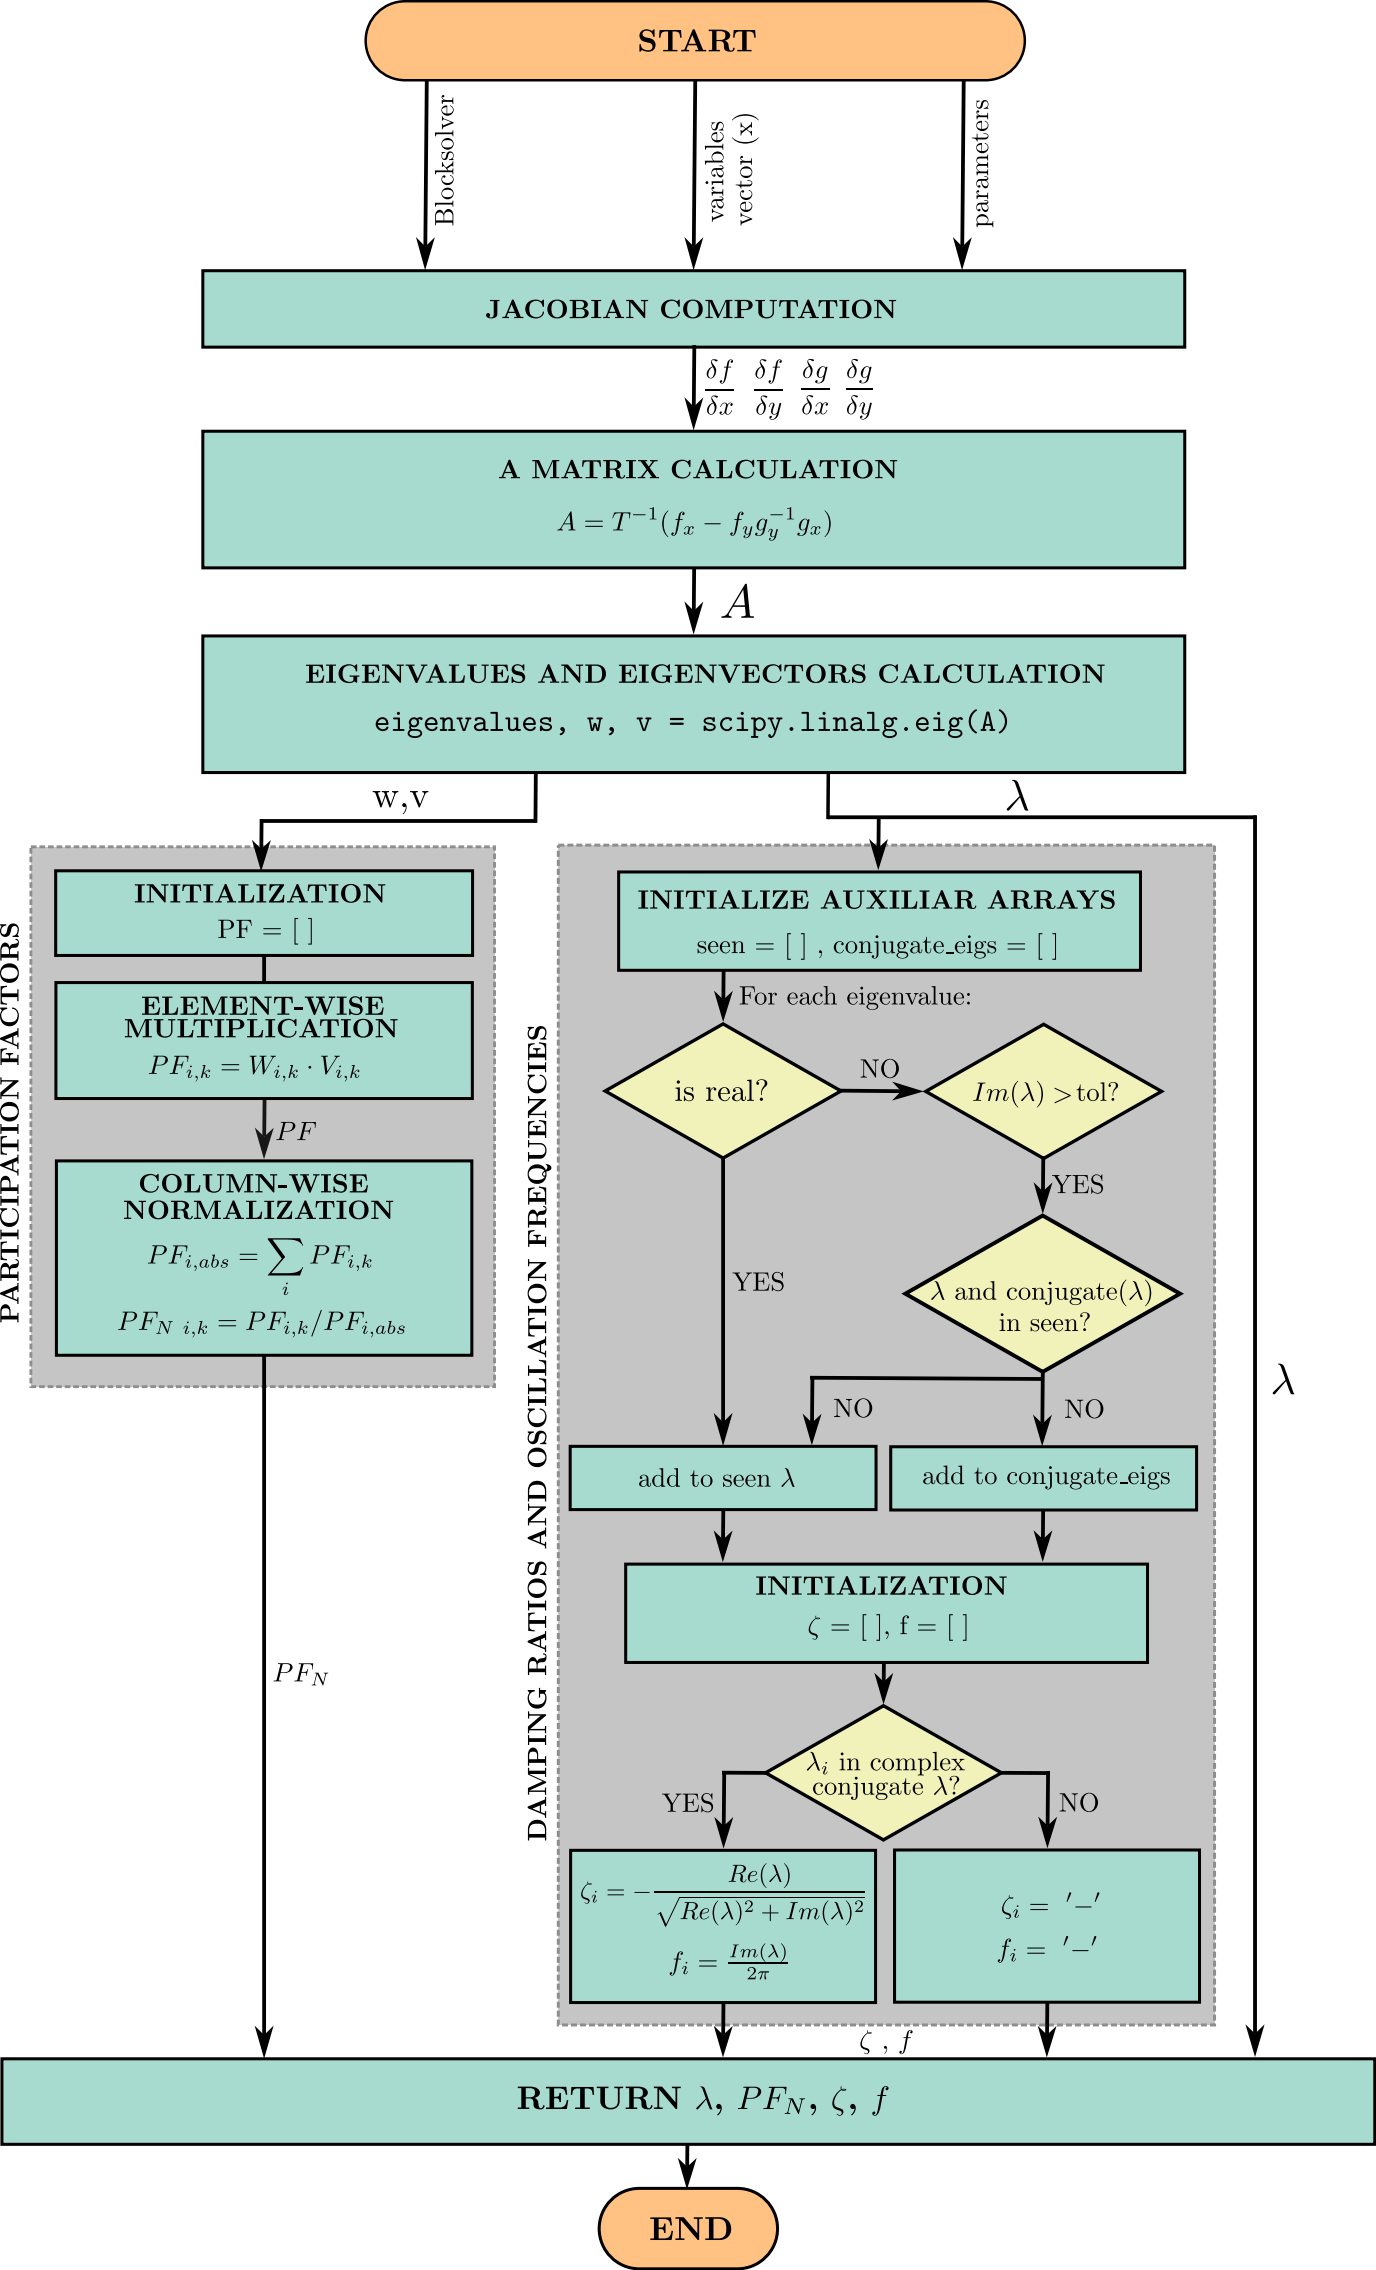 START
Blocksolver
variables
vector (x)
parameters
JACOBIAN COMPUTATION
δf/δx δf/δy δg/δx δg/δy
A MATRIX CALCULATION
A = T⁻¹(f_x − f_y g_y⁻¹ g_x)
A
EIGENVALUES AND EIGENVECTORS CALCULATION
eigenvalues, w, v = scipy.linalg.eig(A)
w,v
λ
PARTICIPATION FACTORS
INITIALIZATION
PF = [ ]
ELEMENT-WISE
MULTIPLICATION
PF_{i,k} = W_{i,k} · V_{i,k}
PF
COLUMN-WISE
NORMALIZATION
PF_{i,abs} = ∑_i PF_{i,k}
PF_{N i,k} = PF_{i,k}/PF_{i,abs}
PF_N
DAMPING RATIOS AND OSCILLATION FREQUENCIES
INITIALIZE AUXILIAR ARRAYS
seen = [ ] , conjugate_eigs = [ ]
For each eigenvalue:
is real?
NO
Im(λ) > tol?
YES
YES
λ and conjugate(λ)
in seen?
NO
NO
add to seen λ
add to conjugate_eigs
INITIALIZATION
ζ = [ ], f = [ ]
λ_i in complex
conjugate λ?
YES
NO
ζ_i = −Re(λ)/√(Re(λ)² + Im(λ)²)
f_i = Im(λ)/2π
ζ_i = '−'
f_i = '−'
λ
ζ , f
RETURN λ, PF_N, ζ, f
END